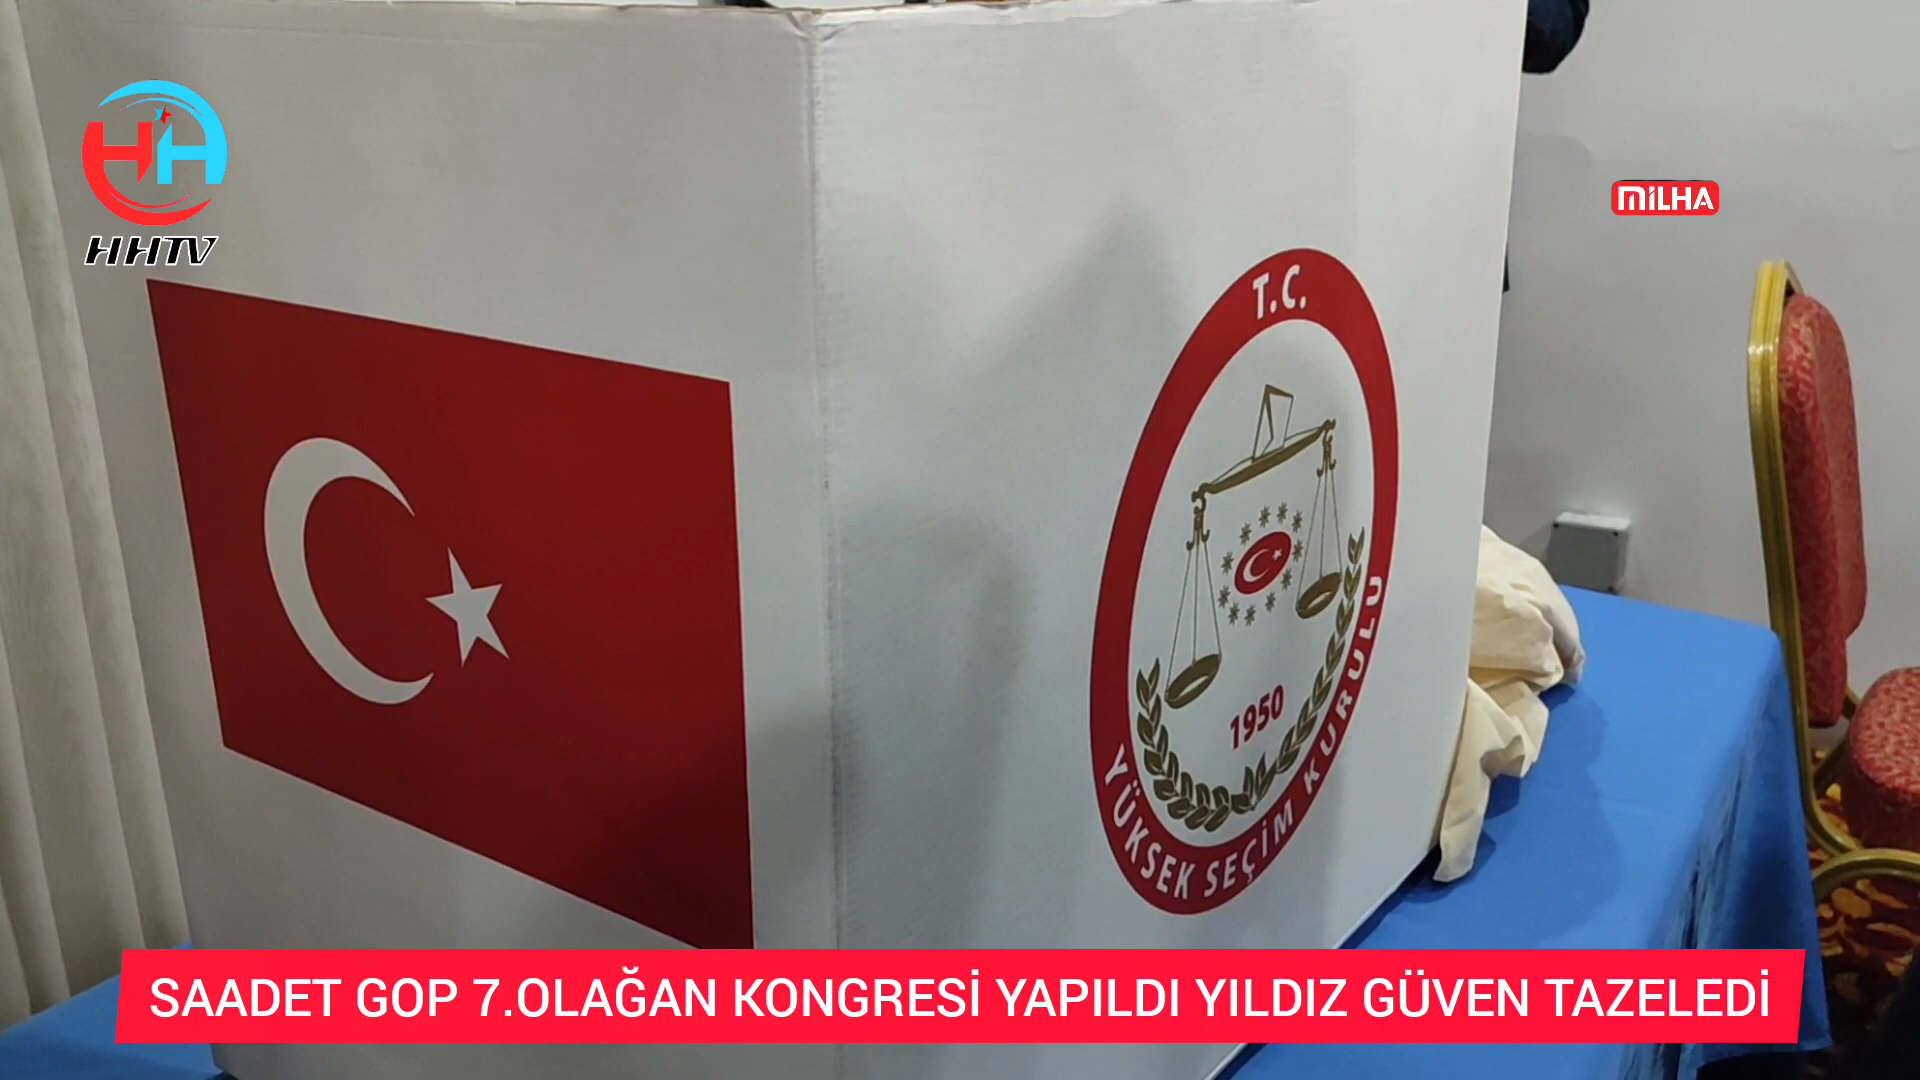 HHTV
MİLHA
T.C.
1950
YÜKSEK SEÇİM KURULU
SAADET GOP 7.OLAĞAN KONGRESİ YAPILDI YILDIZ GÜVEN TAZELEDİ